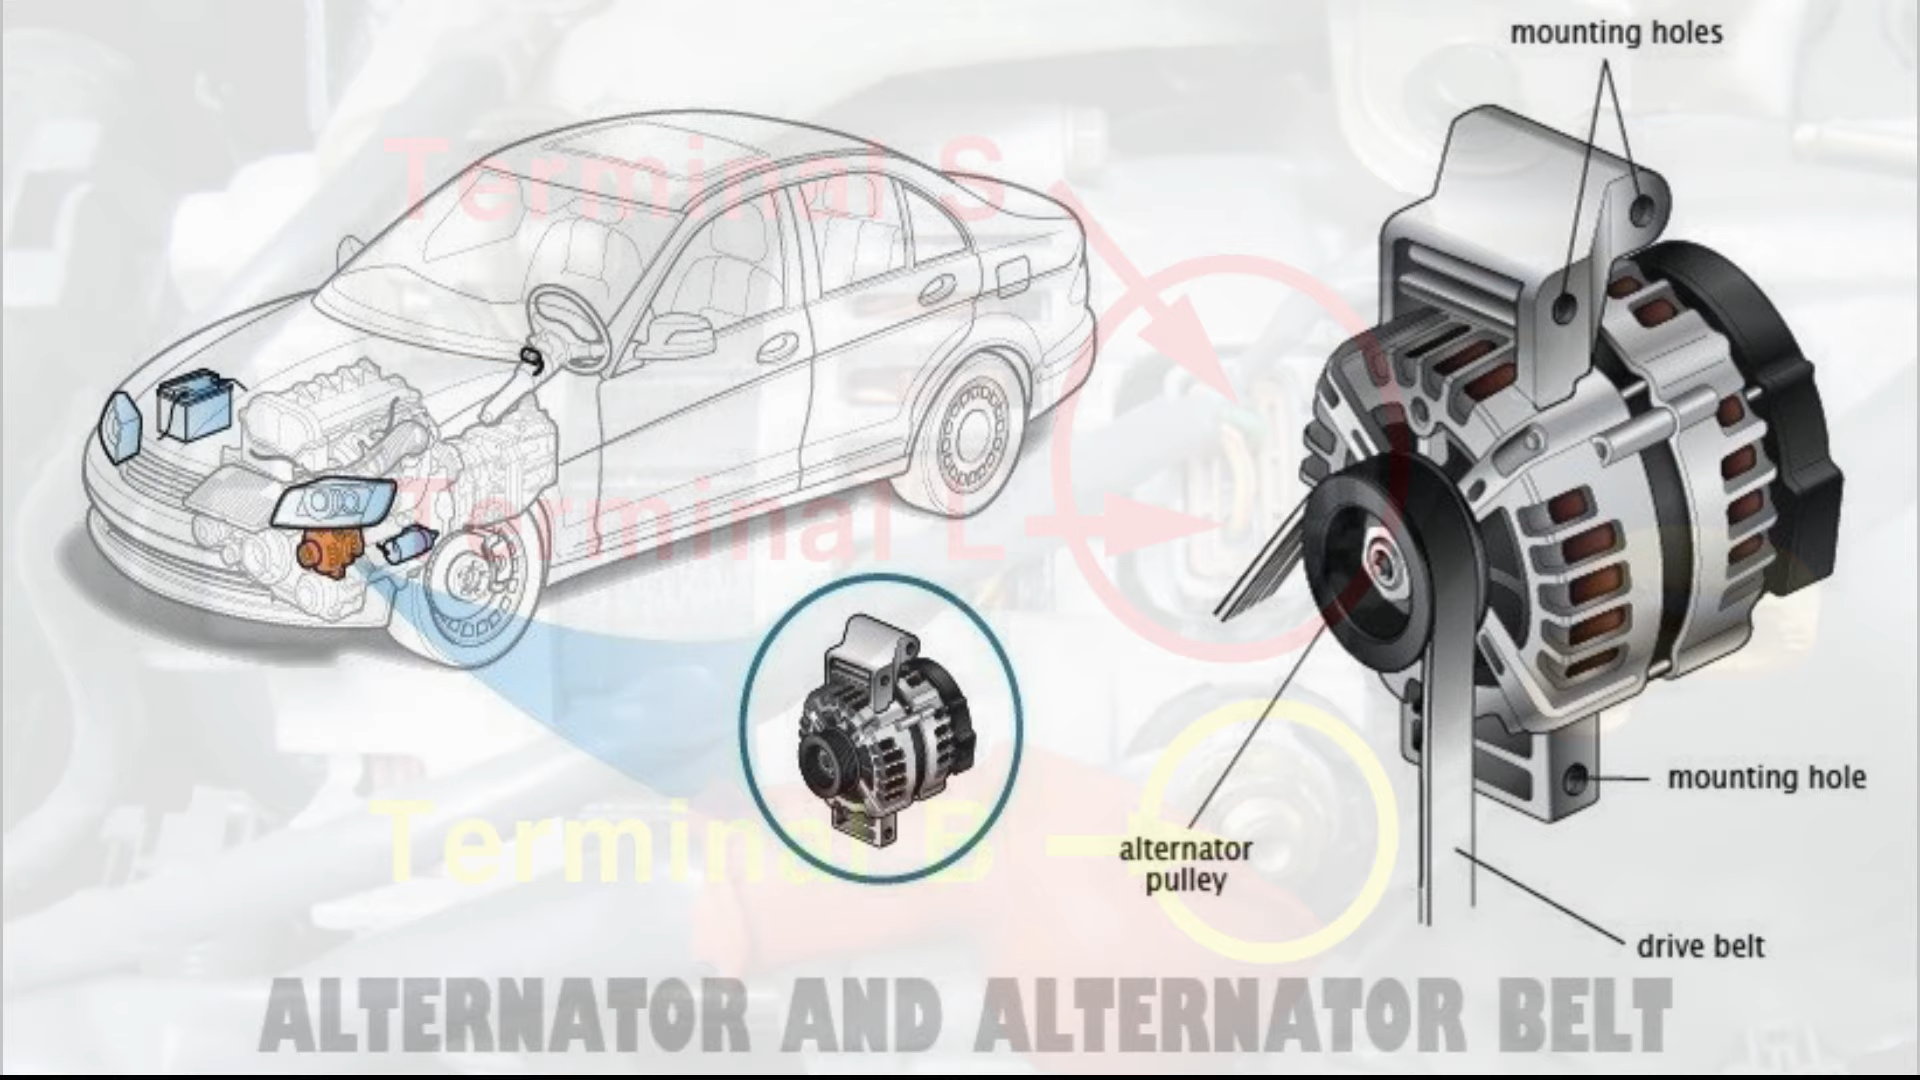 mounting holes
Terminal S
Terminal L
mounting hole
Terminal B
alternator
pulley
drive belt
ALTERNATOR AND ALTERNATOR BELT